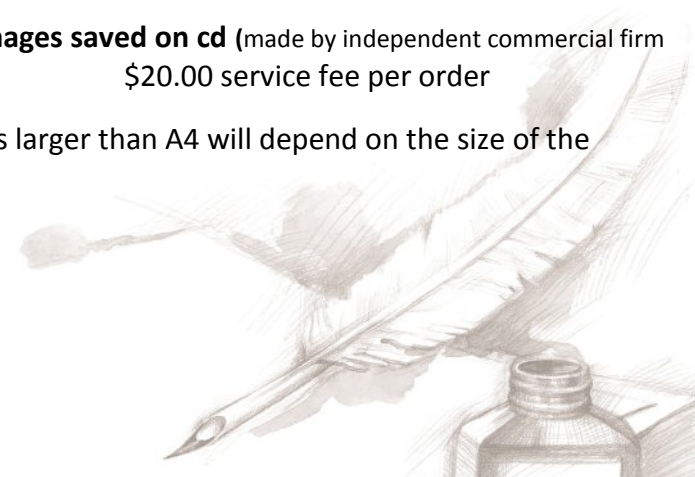 ages saved on cd (made by independent commercial firm
$20.00 service fee per order
s larger than A4 will depend on the size of the